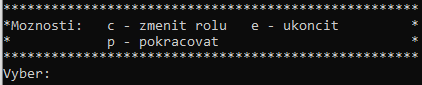 ****************************************************
*Moznosti:   c - zmenit rolu   e - ukoncit         *
*            p - pokracovat                        *
****************************************************
Vyber: